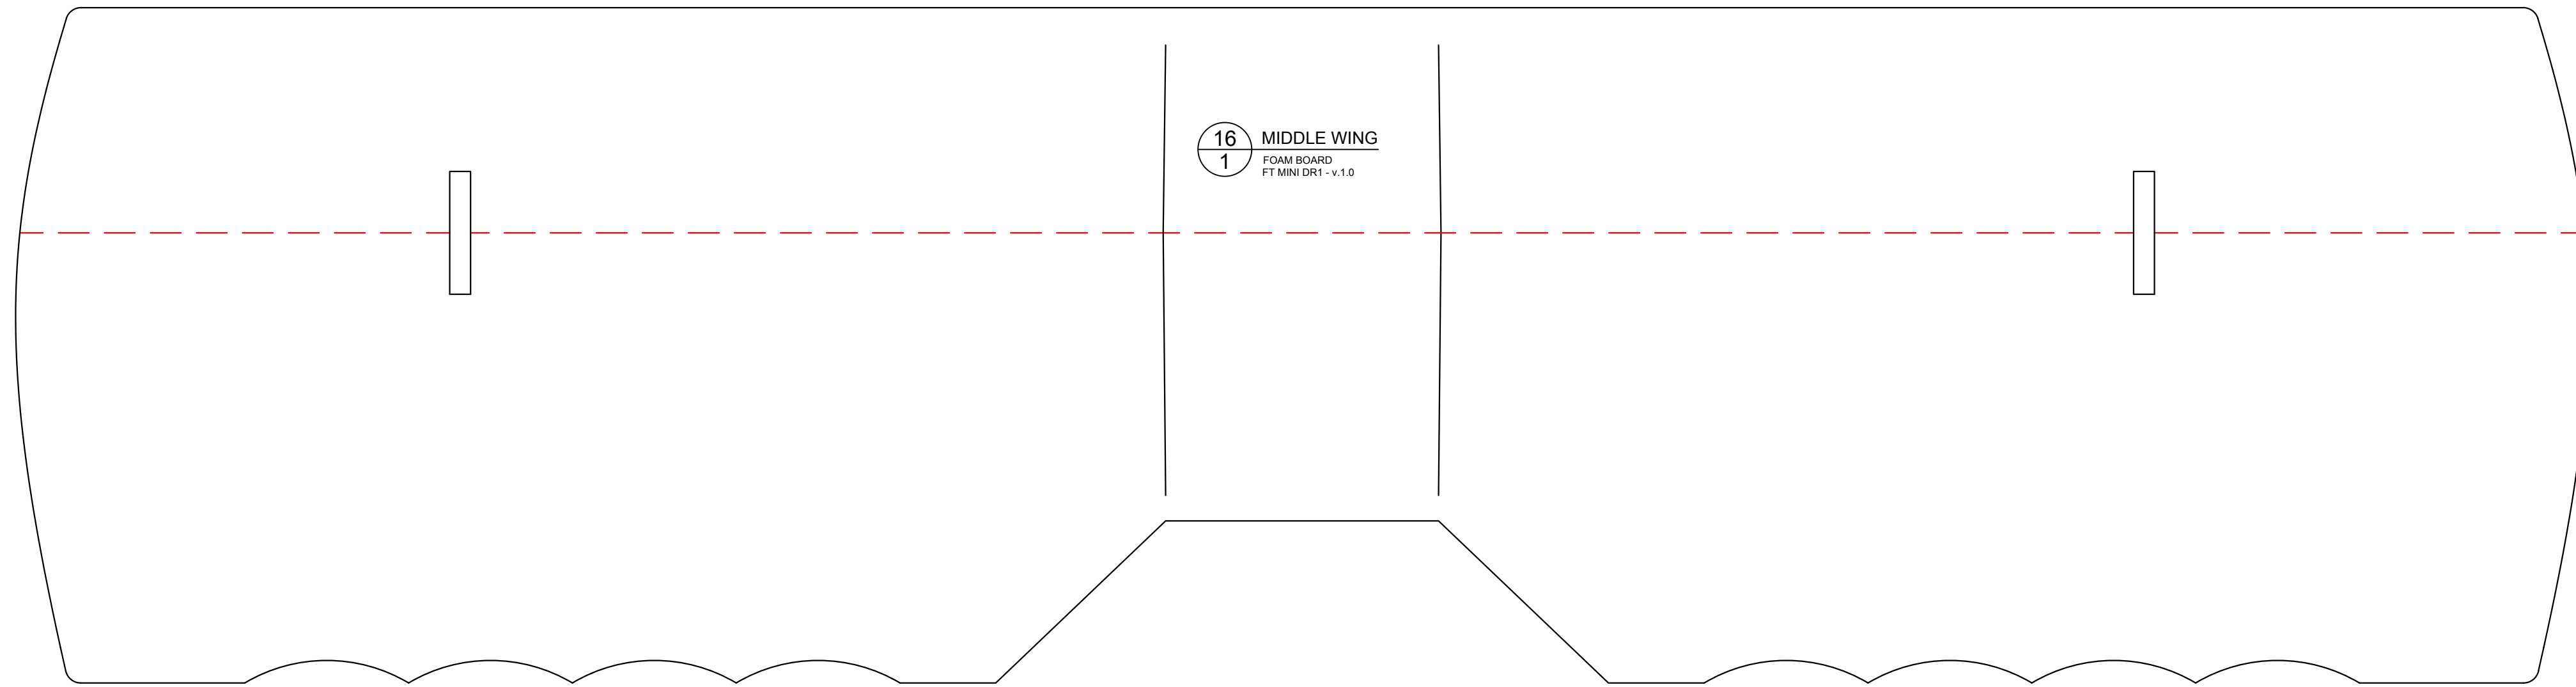 16
1
MIDDLE WING
FOAM BOARD
FT MINI DR1 - v.1.0